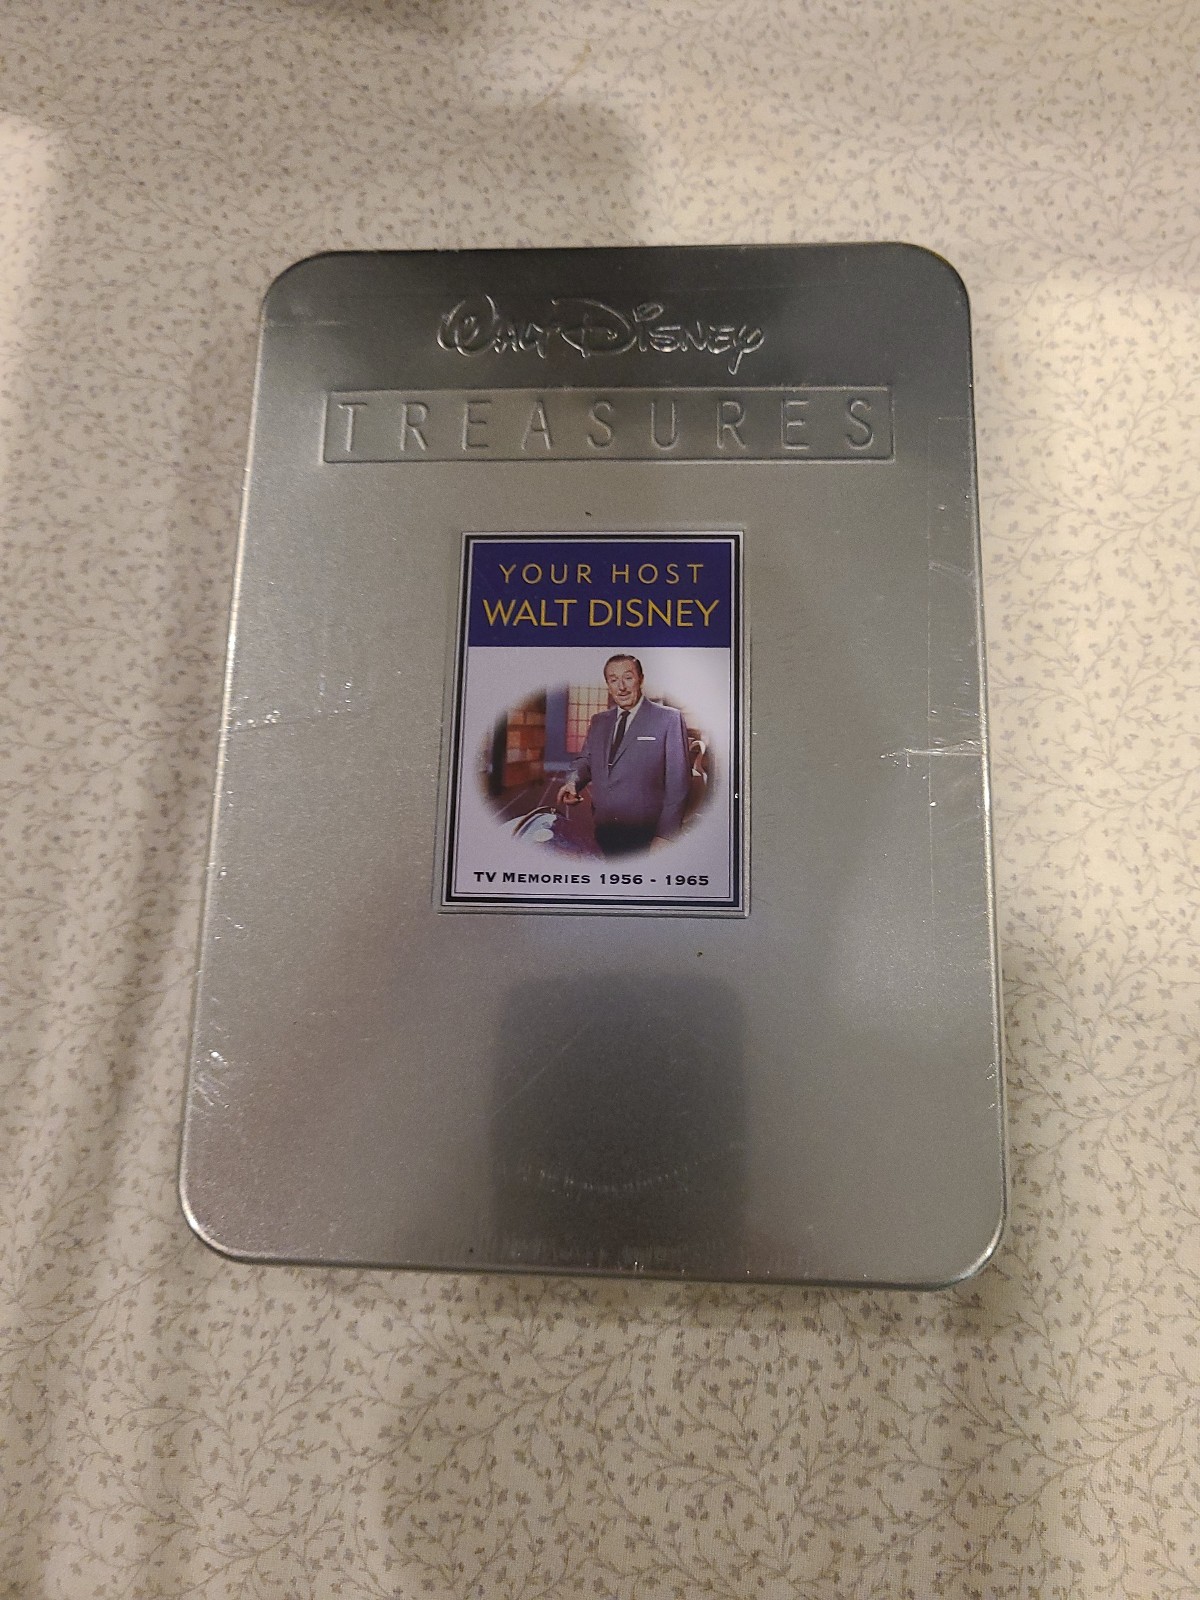 Walt Disney
TREASURES
YOUR HOST
WALT DISNEY
TV MEMORIES 1956 - 1965